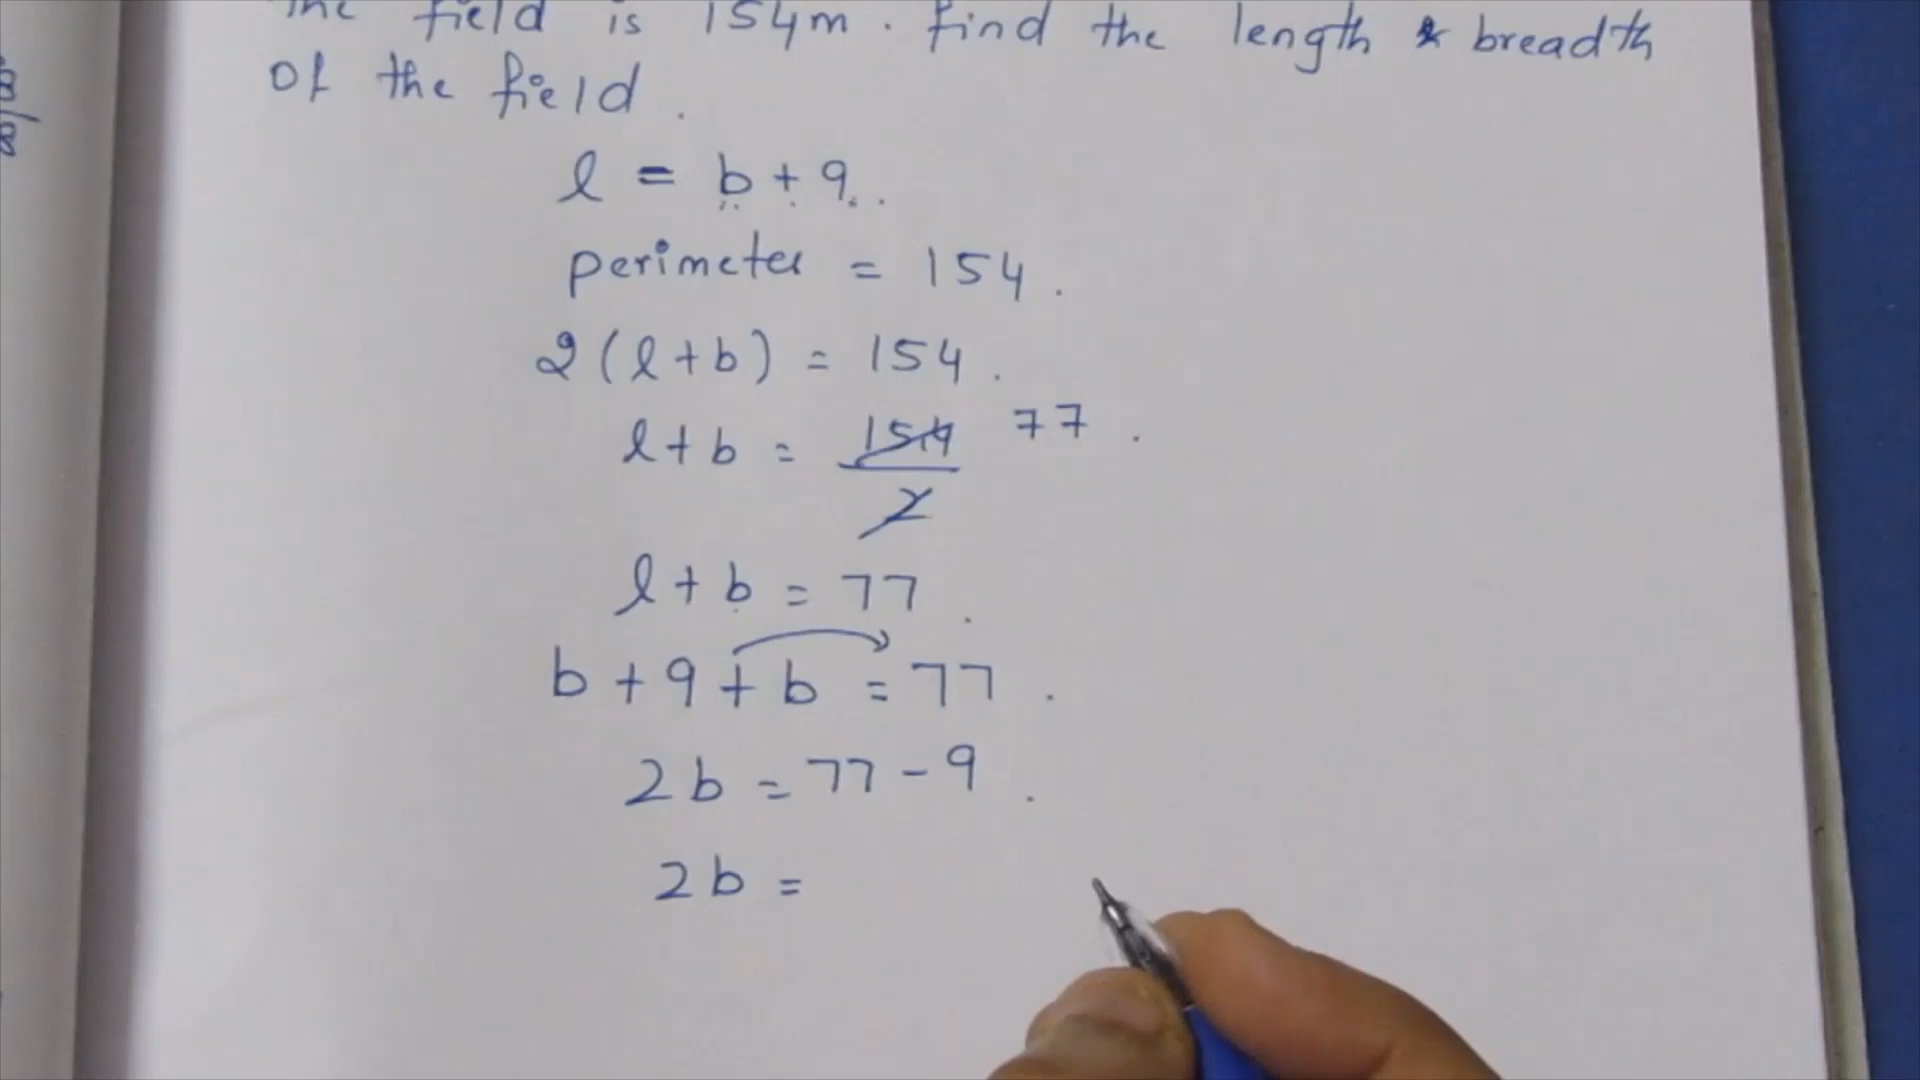 the field is 154m. find the length & breadth
of the field.
l = b + 9.
perimeter = 154.
2 ( l + b ) = 154.
l + b = 154/2 77.
l + b = 77.
b + 9 + b = 77.
2b = 77 - 9.
2b =